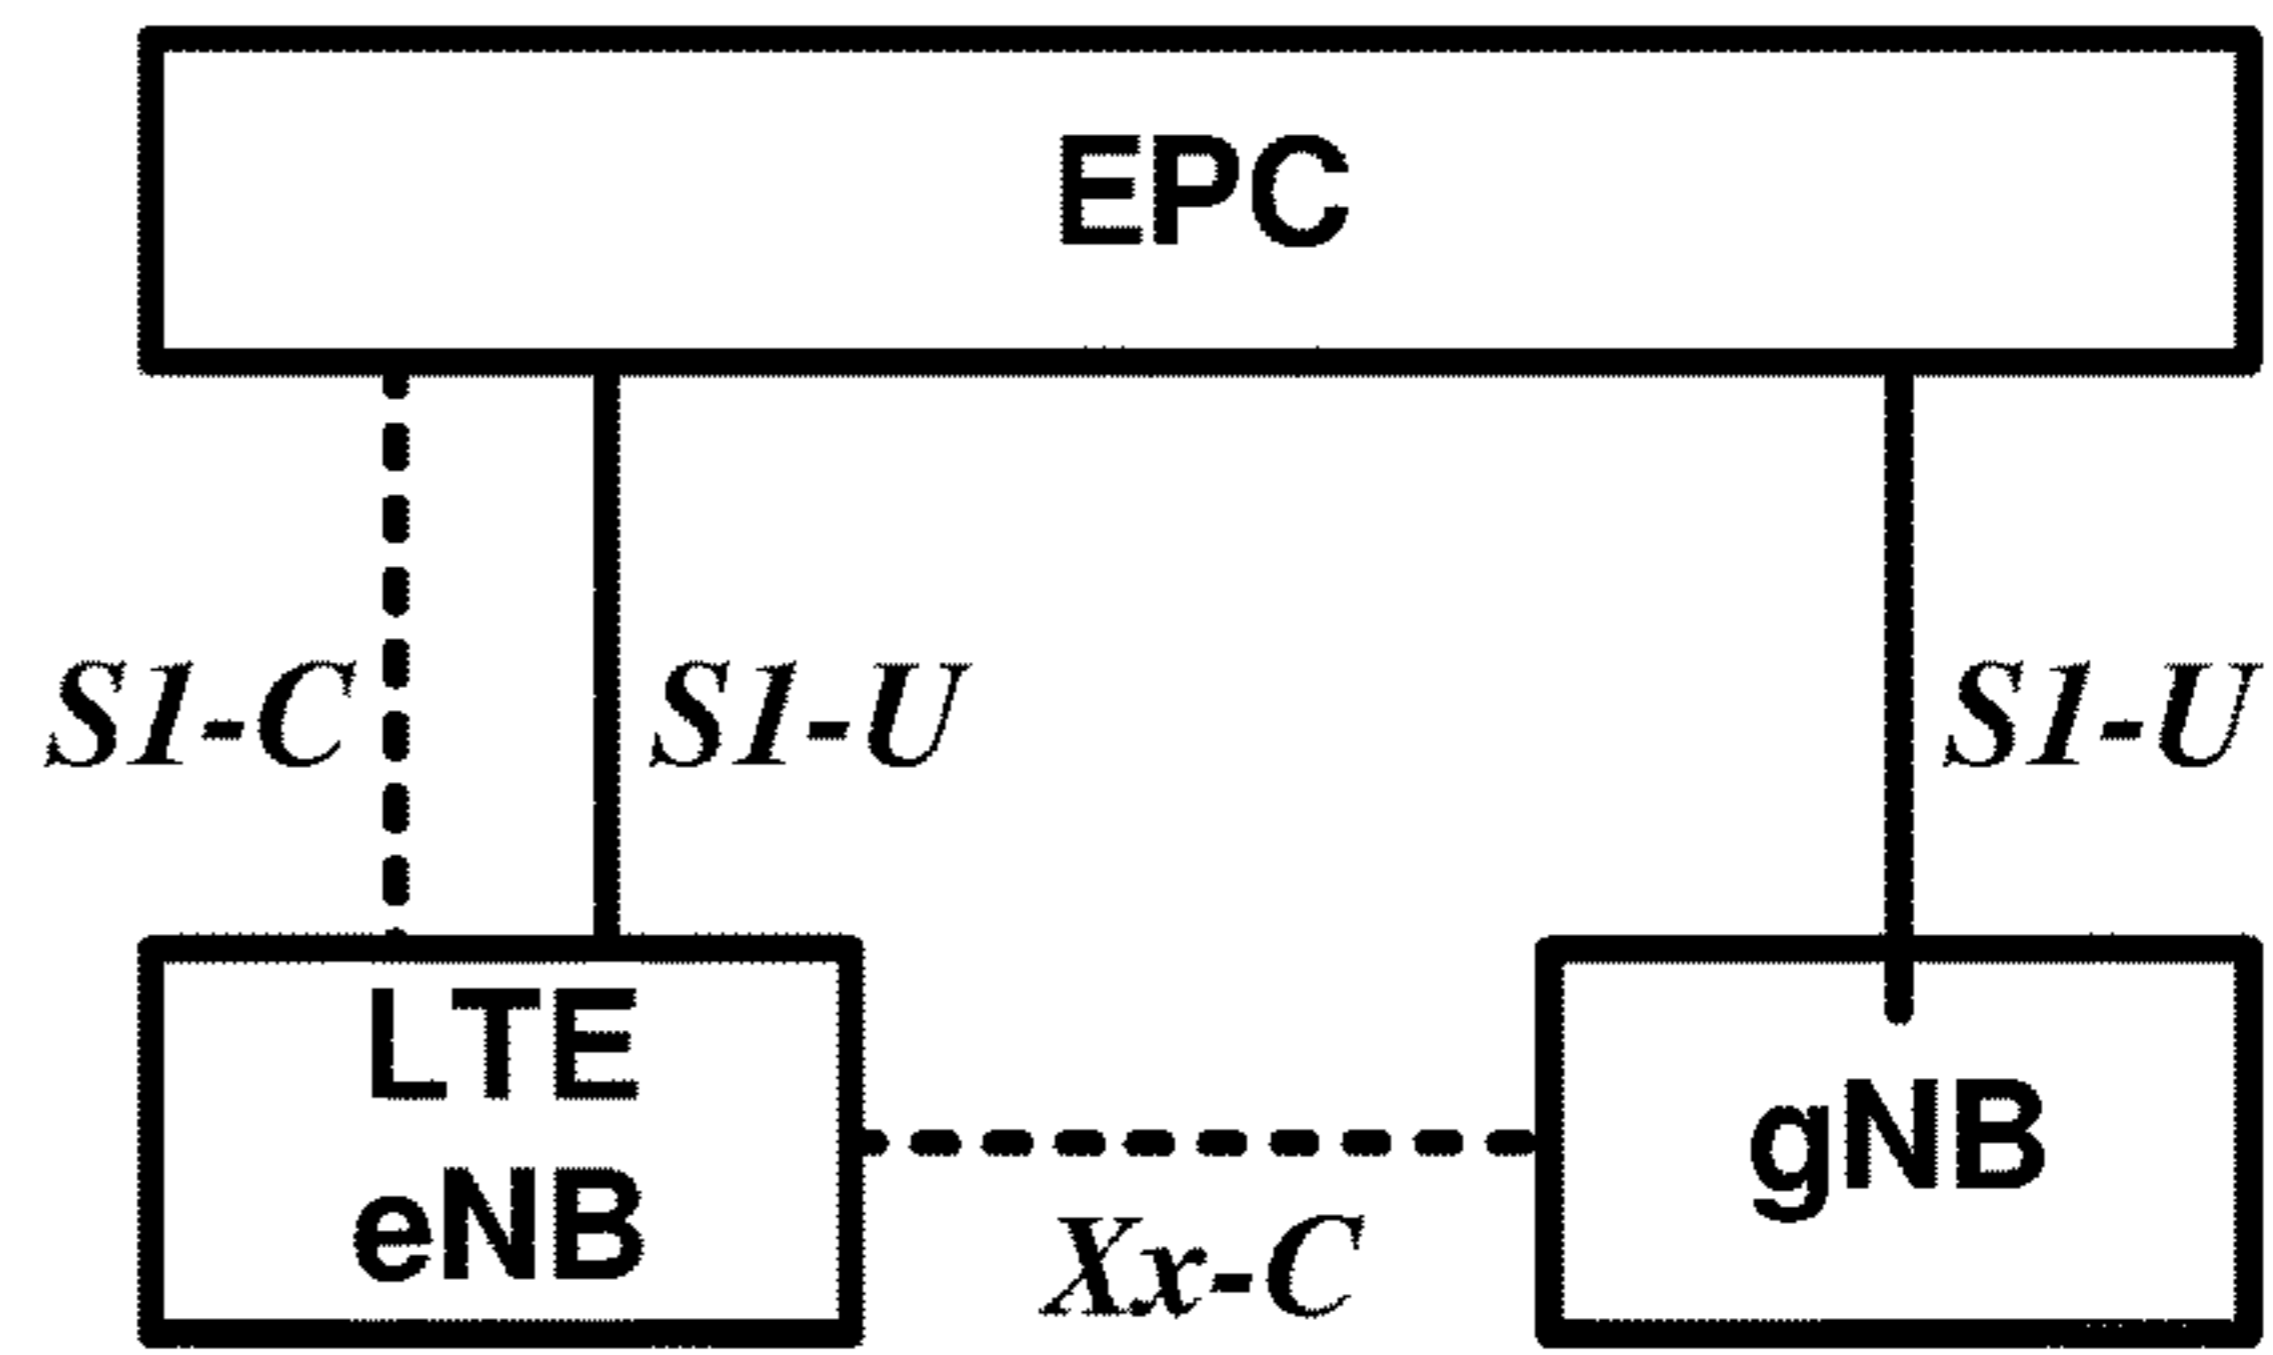 EPC
S1-C
S1-U
S1-U
LTE
eNB
gNB
Xx-C